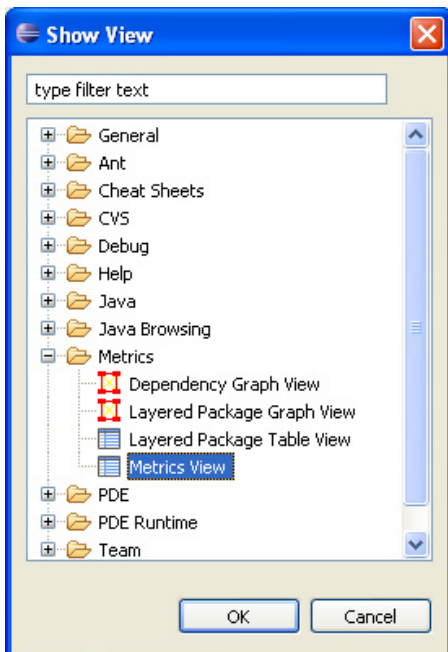 Show View
type filter text
General
Ant
Cheat Sheets
CVS
Debug
Help
Java
Java Browsing
Metrics
Dependency Graph View
Layered Package Graph View
Layered Package Table View
Metrics View
PDE
PDE Runtime
Team
OK Cancel